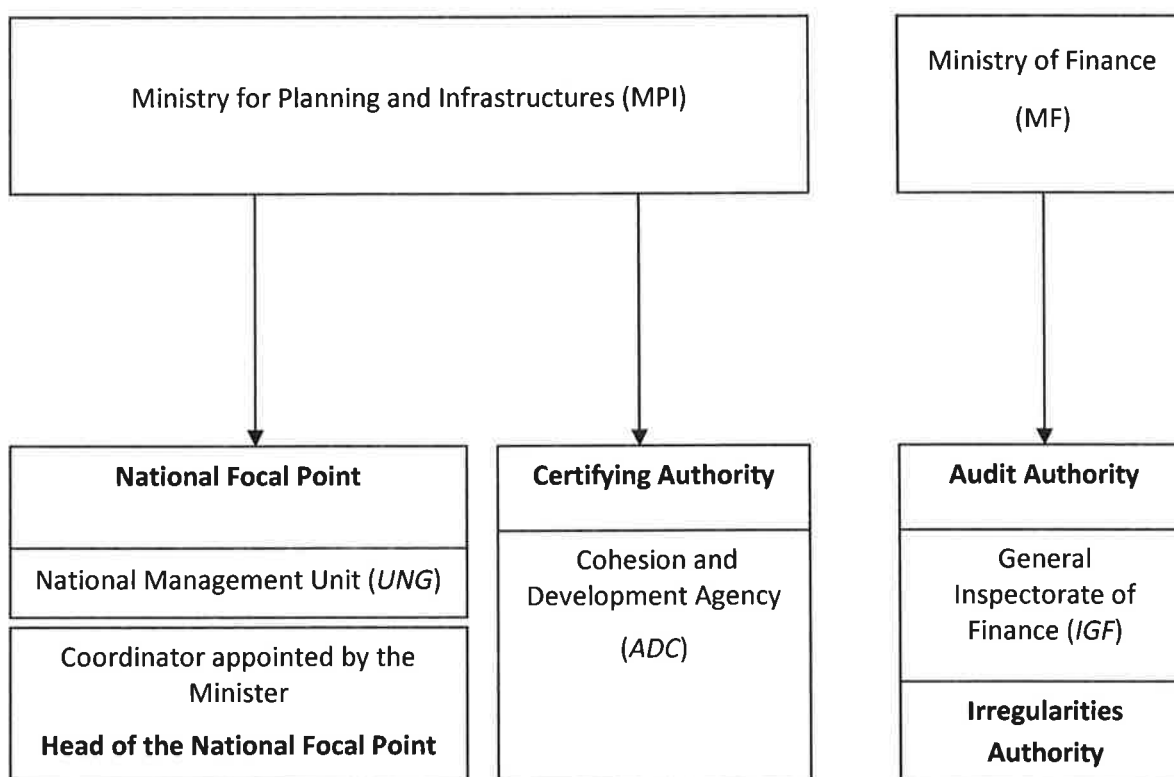 Ministry for Planning and Infrastructures (MPI)
Ministry of Finance
(MF)
National Focal Point
National Management Unit (UNG)
Coordinator appointed by the
Minister
Head of the National Focal Point
Certifying Authority
Cohesion and
Development Agency
(ADC)
Audit Authority
General
Inspectorate of
Finance (IGF)
Irregularities
Authority